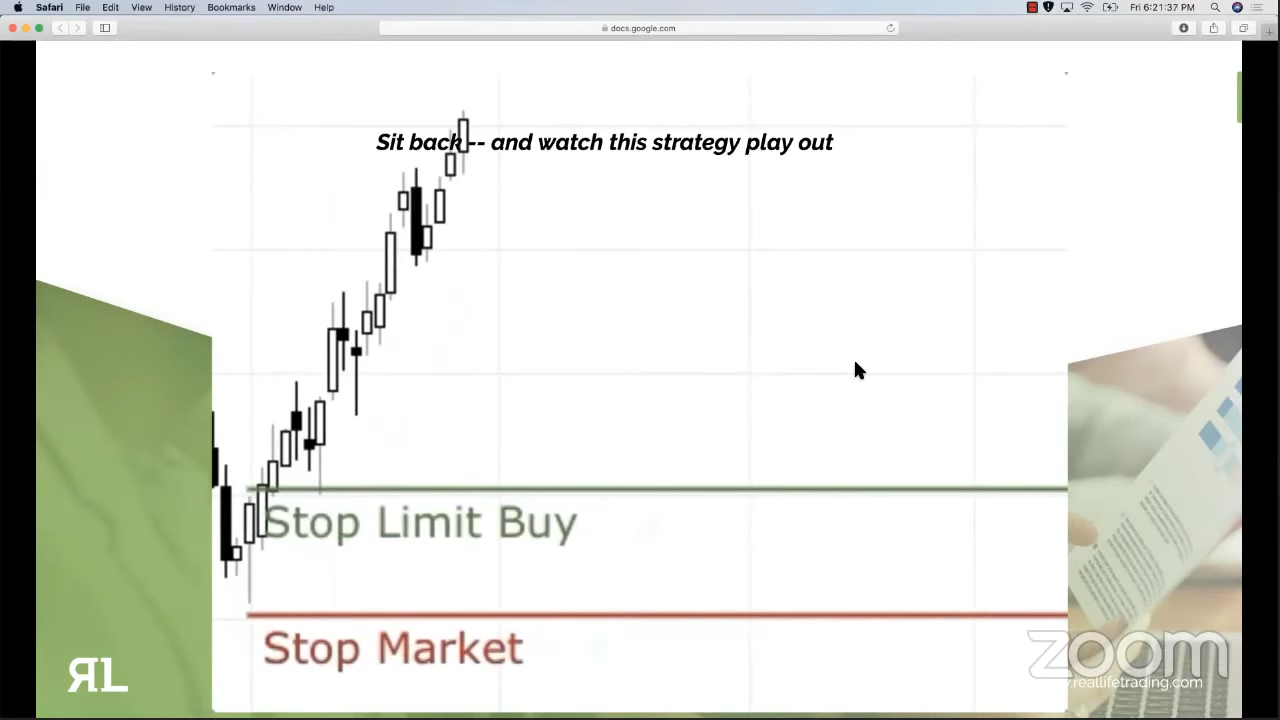 Safari File Edit View History Bookmarks Window Help Fri 6:21:37 PM
docs.google.com
Sit back -- and watch this strategy play out
Stop Limit Buy
Stop Market
zoom
RL
.reallifetrading.com